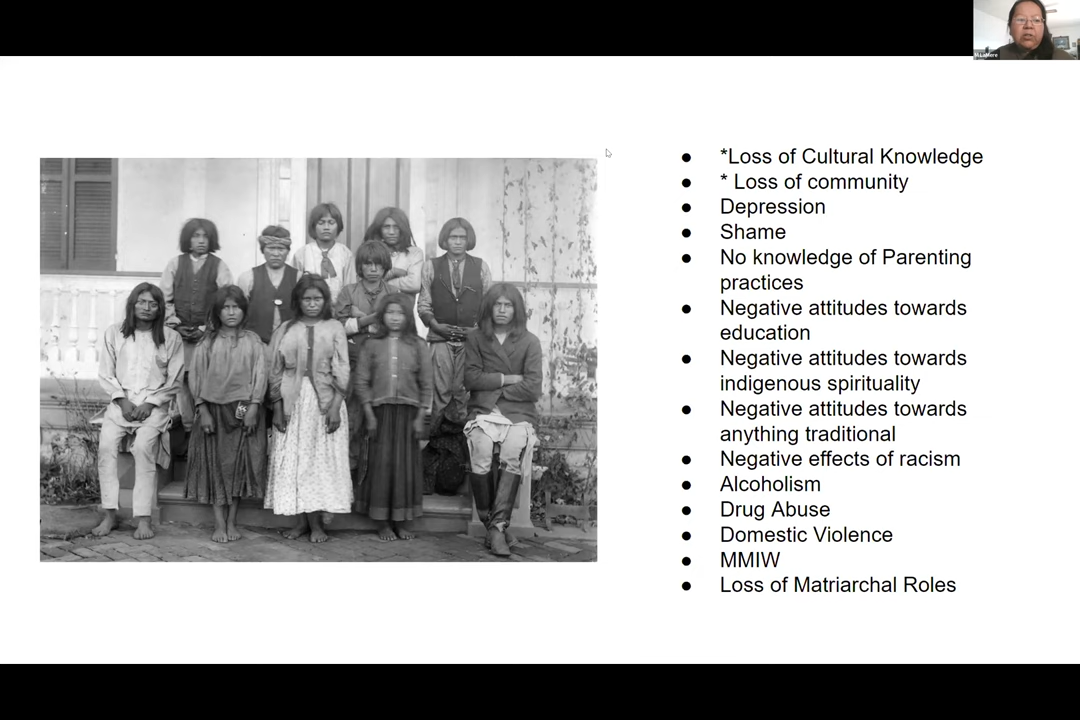 ● *Loss of Cultural Knowledge
● * Loss of community
● Depression
● Shame
● No knowledge of Parenting
practices
● Negative attitudes towards
education
● Negative attitudes towards
indigenous spirituality
● Negative attitudes towards
anything traditional
● Negative effects of racism
● Alcoholism
● Drug Abuse
● Domestic Violence
● MMIW
● Loss of Matriarchal Roles